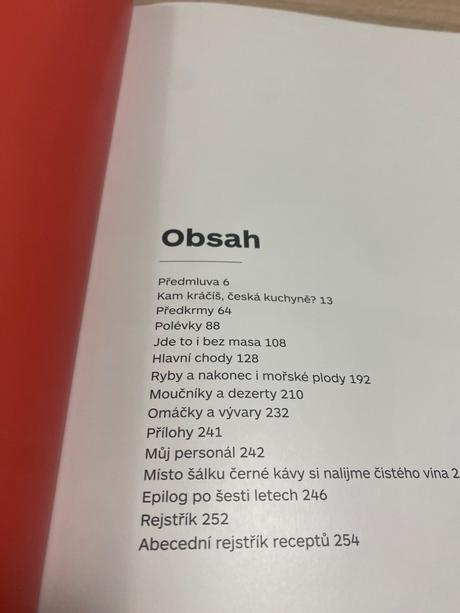 Obsah
Předmluva 6
Kam kráčíš, česká kuchyně? 13
Předkrmy 64
Polévky 88
Jde to i bez masa 108
Hlavní chody 128
Ryby a nakonec i mořské plody 192
Moučníky a dezerty 210
Omáčky a vývary 232
Přílohy 241
Můj personál 242
Místo šálku černé kávy si nalijme čistého vína
Epilog po šesti letech 246
Rejstřík 252
Abecední rejstřík receptů 254